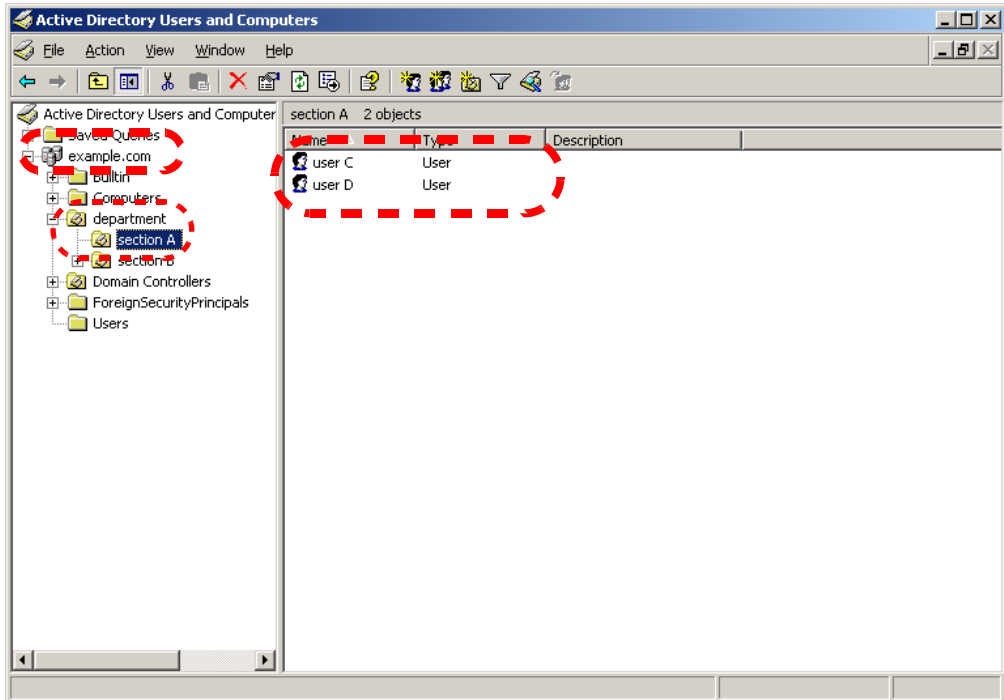 Active Directory Users and Computers
File Action View Window Help
Active Directory Users and Computer
section A 2 objects
Saved Queries
Name Type Description
example.com
user C User
Builtin
user D User
Computers
department
section A
section B
Domain Controllers
ForeignSecurityPrincipals
Users